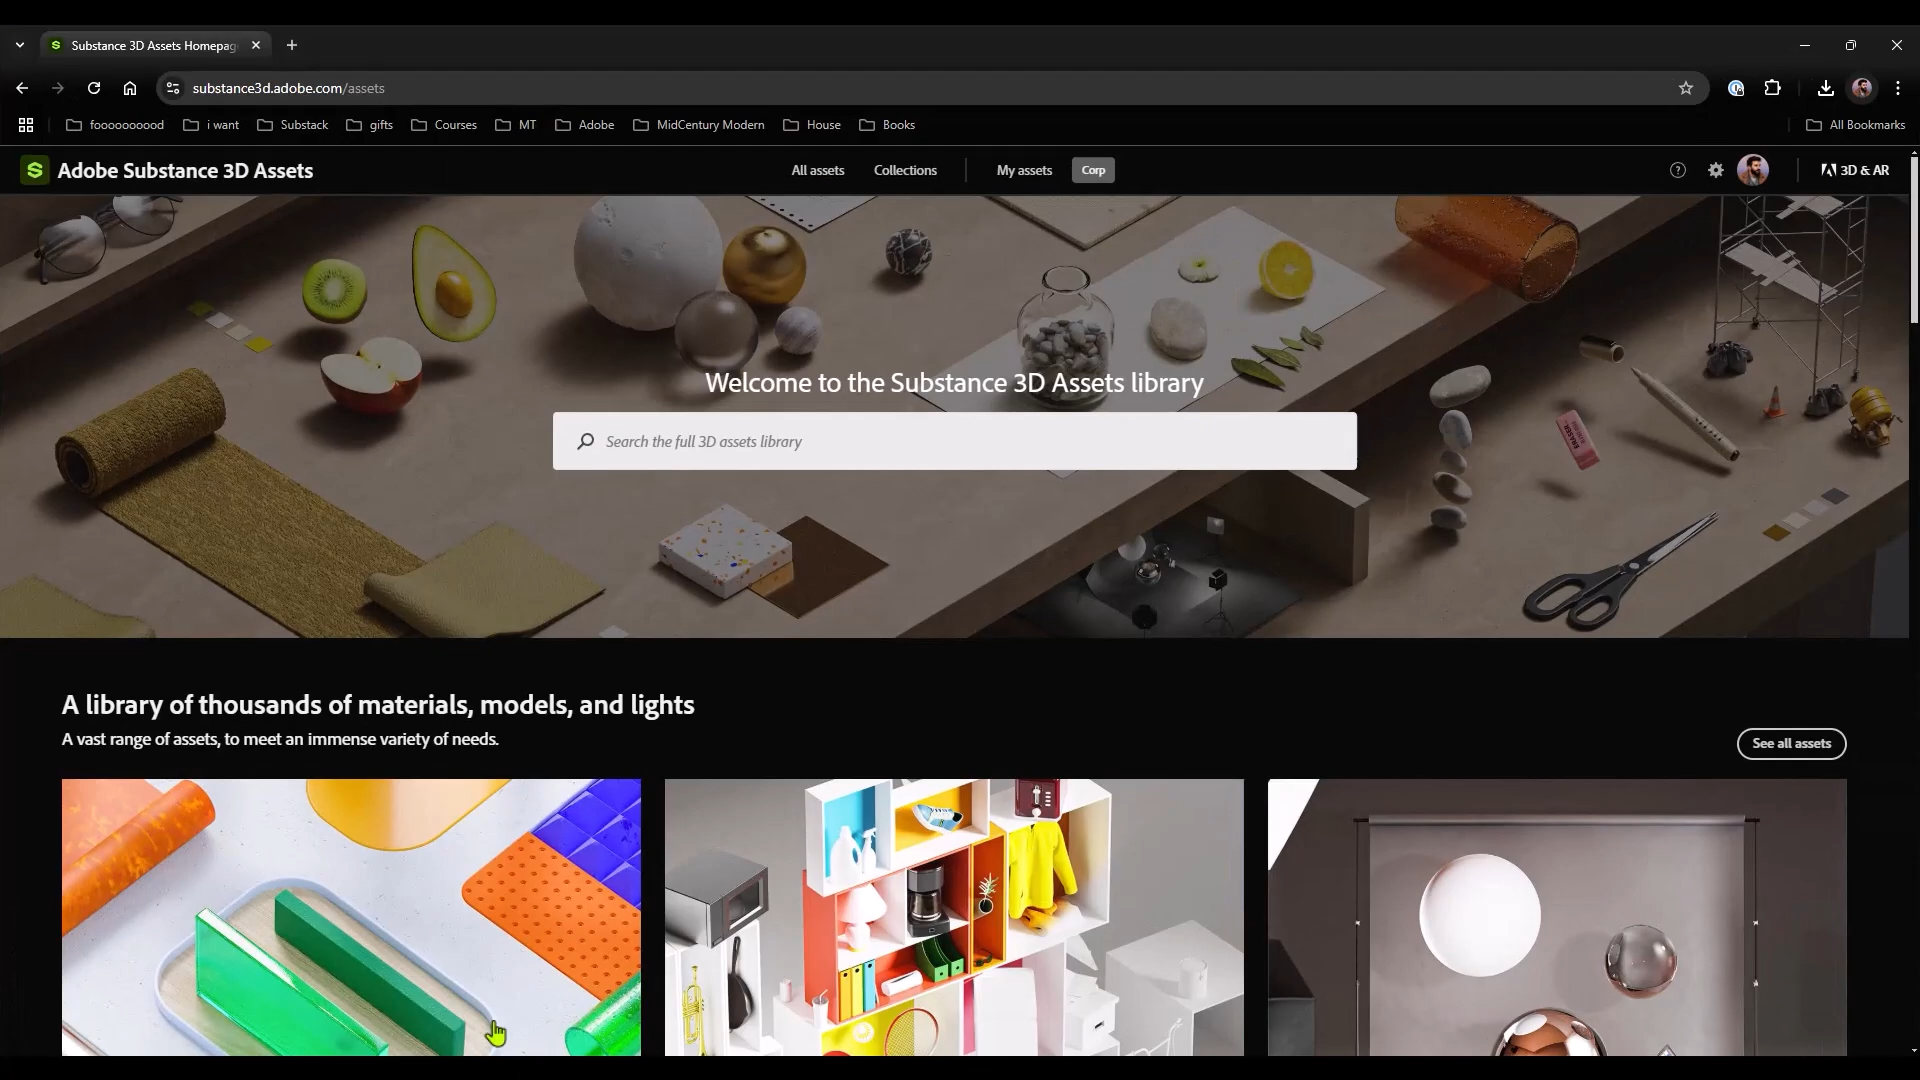 Substance 3D Assets Homepag
substance3d.adobe.com/assets
foooooooood
i want
Substack
gifts
Courses
MT
Adobe
MidCentury Modern
House
Books
All Bookmarks
Adobe Substance 3D Assets
All assets
Collections
My assets
Corp
3D & AR
Welcome to the Substance 3D Assets library
Search the full 3D assets library
ERASER
A library of thousands of materials, models, and lights
A vast range of assets, to meet an immense variety of needs.
See all assets